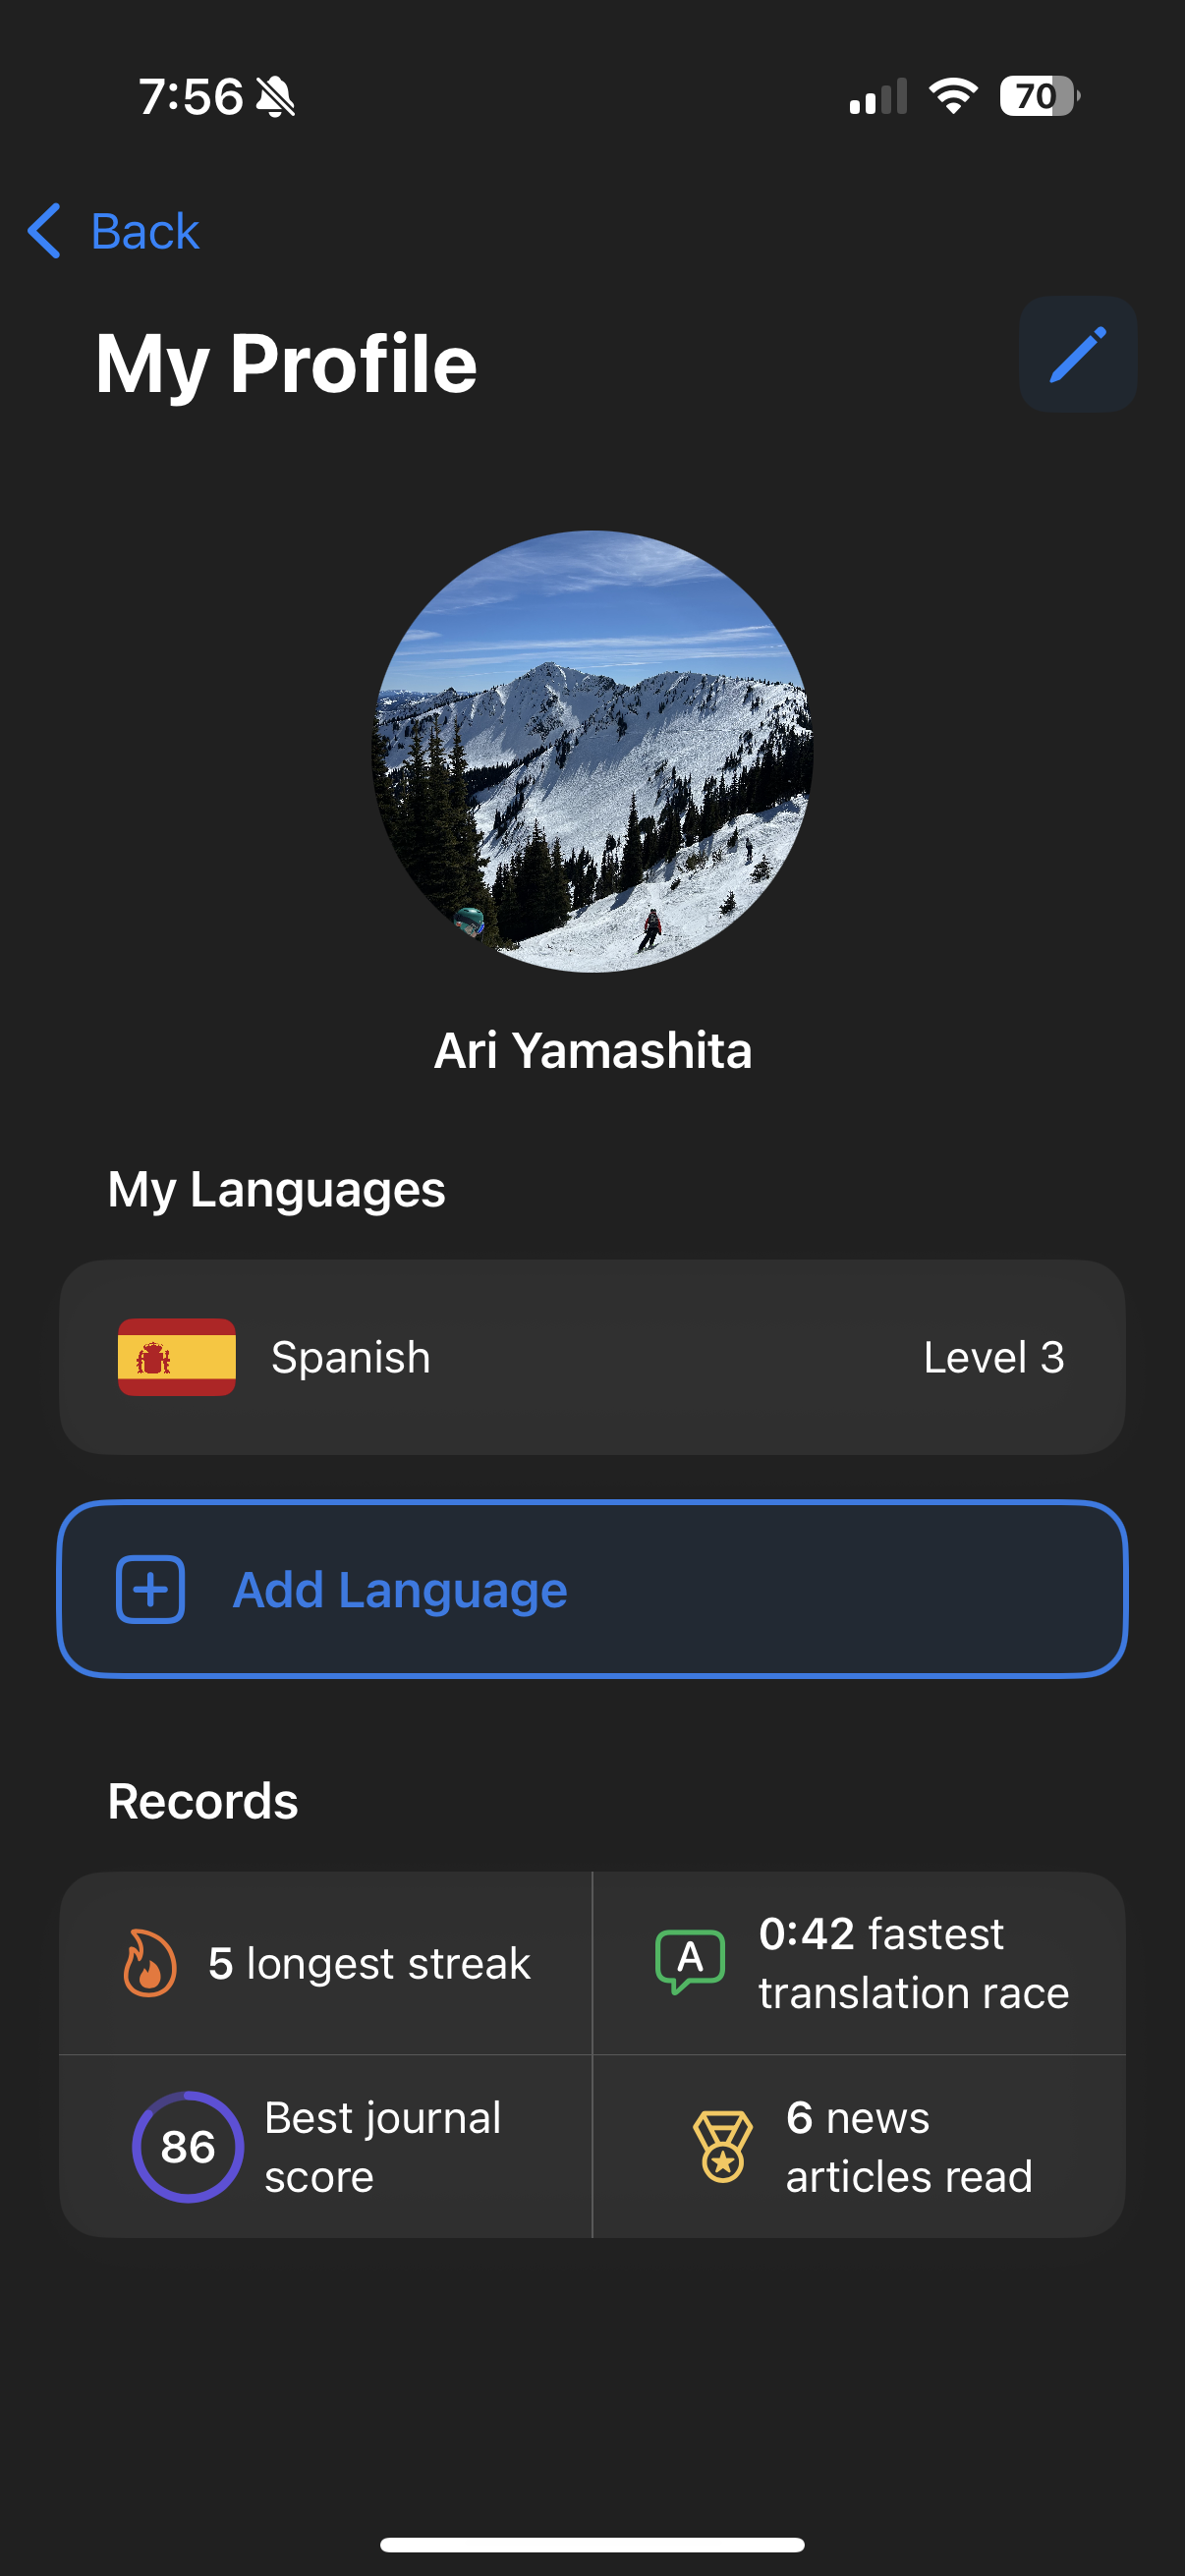 7:56
70
Back
My Profile
Ari Yamashita
My Languages
Spanish
Level 3
Add Language
Records
5 longest streak
0:42 fastest
translation race
A
86
Best journal
score
6 news
articles read